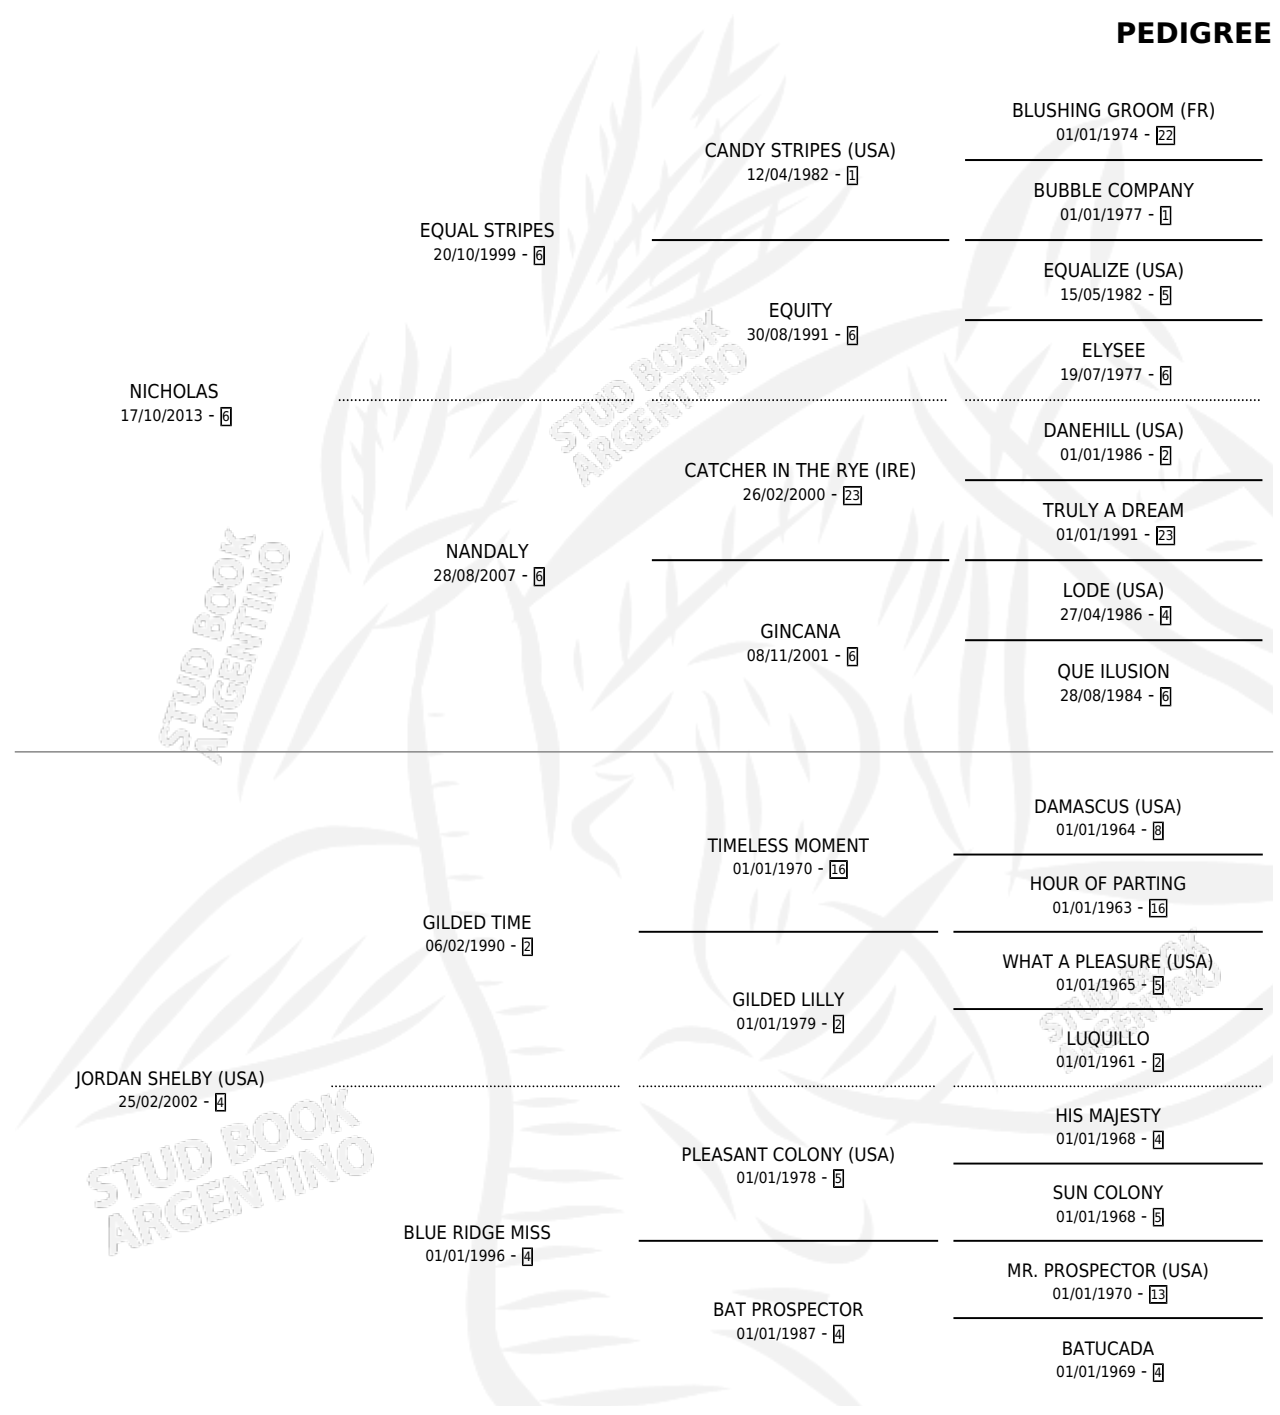 PEDIGREE
BLUSHING GROOM (FR)
01/01/1974 - 22
CANDY STRIPES (USA)
12/04/1982 - 1
BUBBLE COMPANY
01/01/1977 - 1
EQUAL STRIPES
20/10/1999 - 6
EQUALIZE (USA)
15/05/1982 - 5
EQUITY
30/08/1991 - 6
ELYSEE
19/07/1977 - 6
NICHOLAS
17/10/2013 - 6
DANEHILL (USA)
01/01/1986 - 2
CATCHER IN THE RYE (IRE)
26/02/2000 - 23
TRULY A DREAM
01/01/1991 - 23
NANDALY
28/08/2007 - 6
LODE (USA)
27/04/1986 - 4
GINCANA
08/11/2001 - 6
QUE ILUSION
28/08/1984 - 6
DAMASCUS (USA)
01/01/1964 - 8
TIMELESS MOMENT
01/01/1970 - 16
HOUR OF PARTING
01/01/1963 - 16
GILDED TIME
06/02/1990 - 2
WHAT A PLEASURE (USA)
01/01/1965 - 5
GILDED LILLY
01/01/1979 - 2
LUQUILLO
01/01/1961 - 2
JORDAN SHELBY (USA)
25/02/2002 - 4
HIS MAJESTY
01/01/1968 - 4
PLEASANT COLONY (USA)
01/01/1978 - 5
SUN COLONY
01/01/1968 - 5
BLUE RIDGE MISS
01/01/1996 - 4
MR. PROSPECTOR (USA)
01/01/1970 - 13
BAT PROSPECTOR
01/01/1987 - 4
BATUCADA
01/01/1969 - 4
STUD BOOK
ARGENTINO
STUD BOOK
ARGENTINO
STUD BOOK
ARGENTINO
STUD BOOK
ARGENTINO